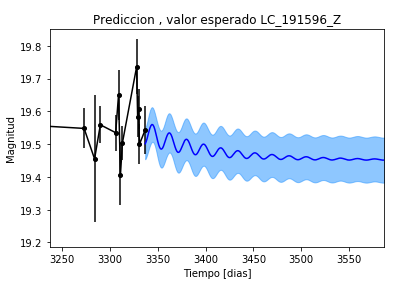 Prediccion , valor esperado LC_191596_Z
Magnitud
19.8
19.7
19.6
19.5
19.4
19.3
19.2
3250 3300 3350 3400 3450 3500 3550
Tiempo [dias]